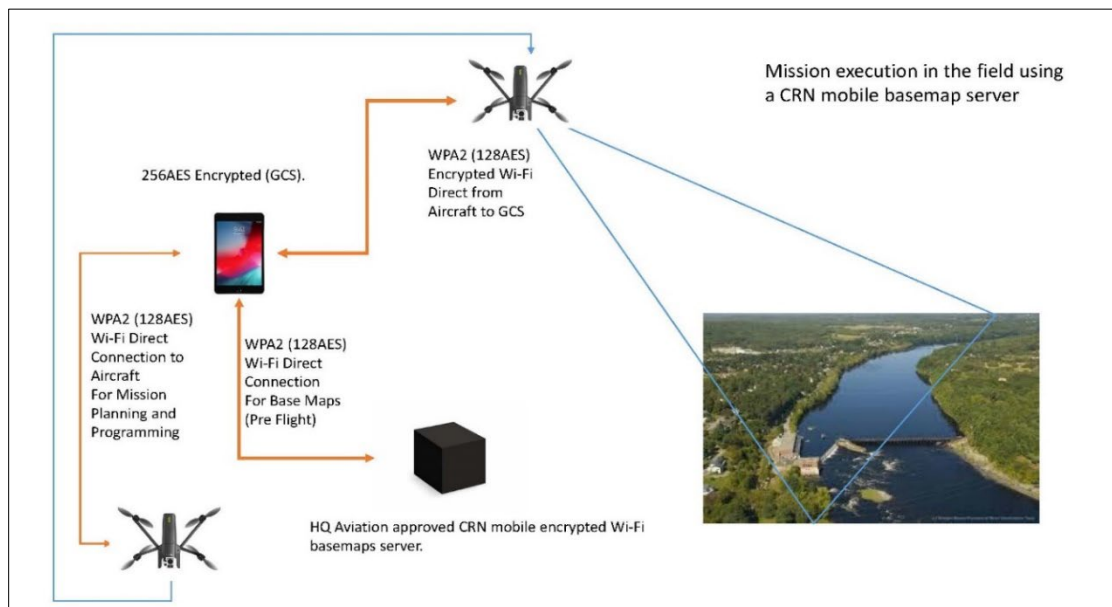 Mission execution in the field using
a CRN mobile basemap server
WPA2 (128AES)
Encrypted Wi-Fi
Direct from
Aircraft to GCS
256AES Encrypted (GCS).
WPA2 (128AES)
Wi-Fi Direct
Connection to
Aircraft
For Mission
Planning and
Programming
WPA2 (128AES)
Wi-Fi Direct
Connection
For Base Maps
(Pre Flight)
HQ Aviation approved CRN mobile encrypted Wi-Fi
basemaps server.